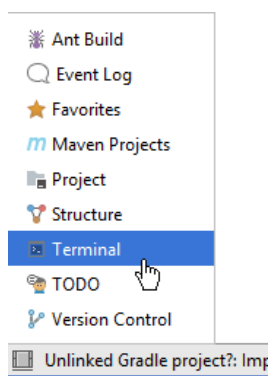 Ant Build
Event Log
Favorites
Maven Projects
Project
Structure
Terminal
TODO
Version Control
Unlinked Gradle project?: Imp